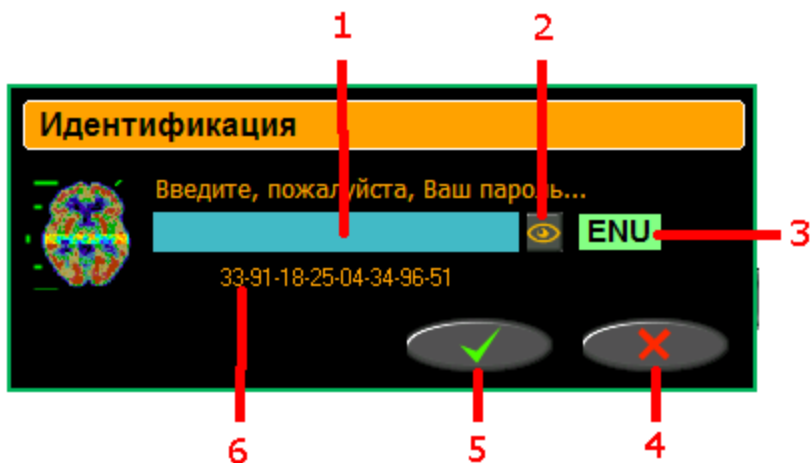 1 2
Идентификация
Введите, пожалуйста, Ваш пароль...
ENU 3
33-91-18-25-04-34-96-51
6 5 4